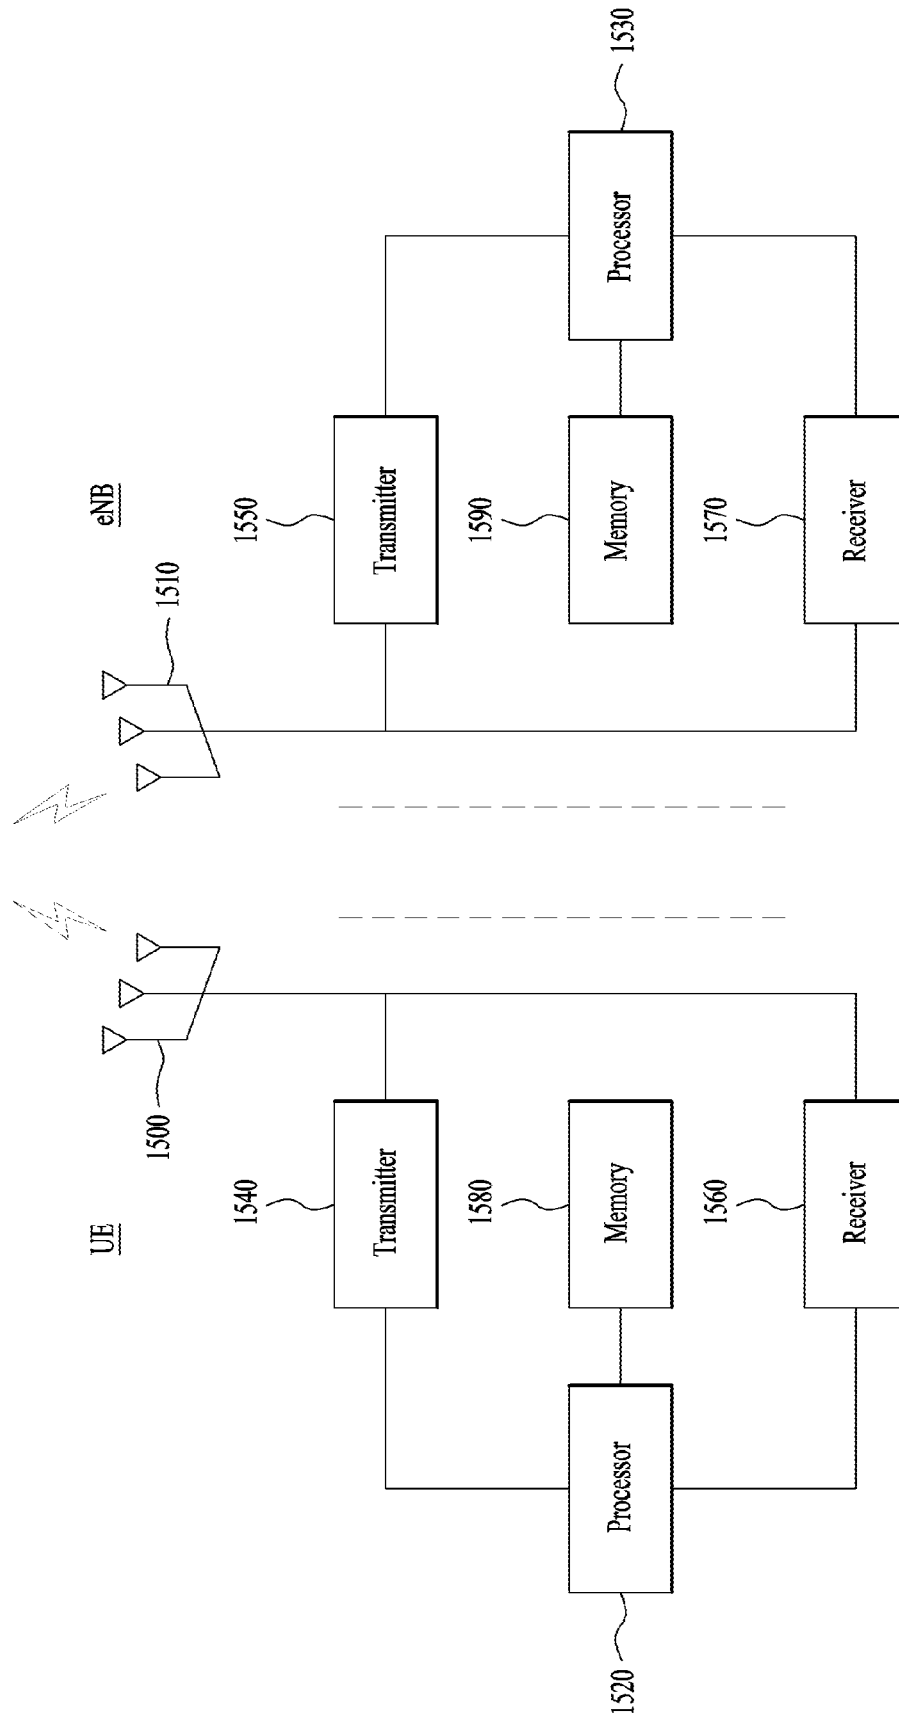 UE
eNB
1500
1510
1540
Transmitter
1550
Transmitter
1520
Processor
1580
Memory
1590
Memory
1530
Processor
1560
Receiver
1570
Receiver